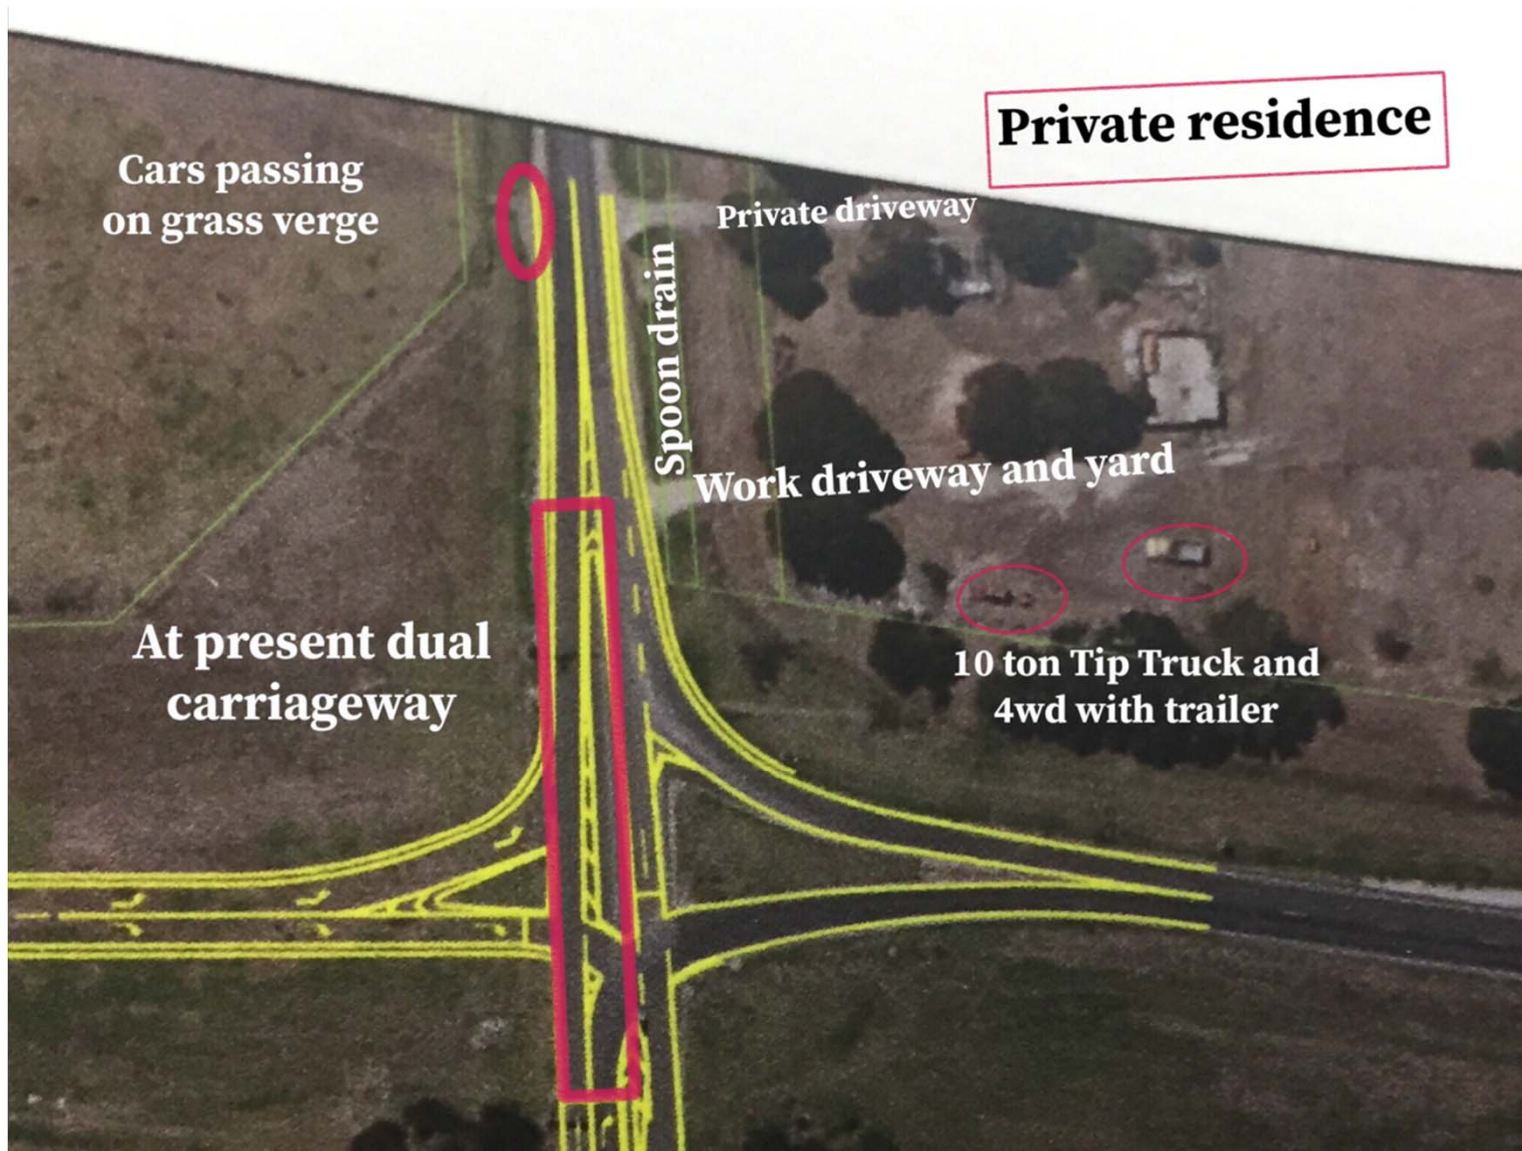 Private residence
Cars passing
on grass verge
Private driveway
Spoon drain
Work driveway and yard
At present dual
carriageway
10 ton Tip Truck and
4wd with trailer